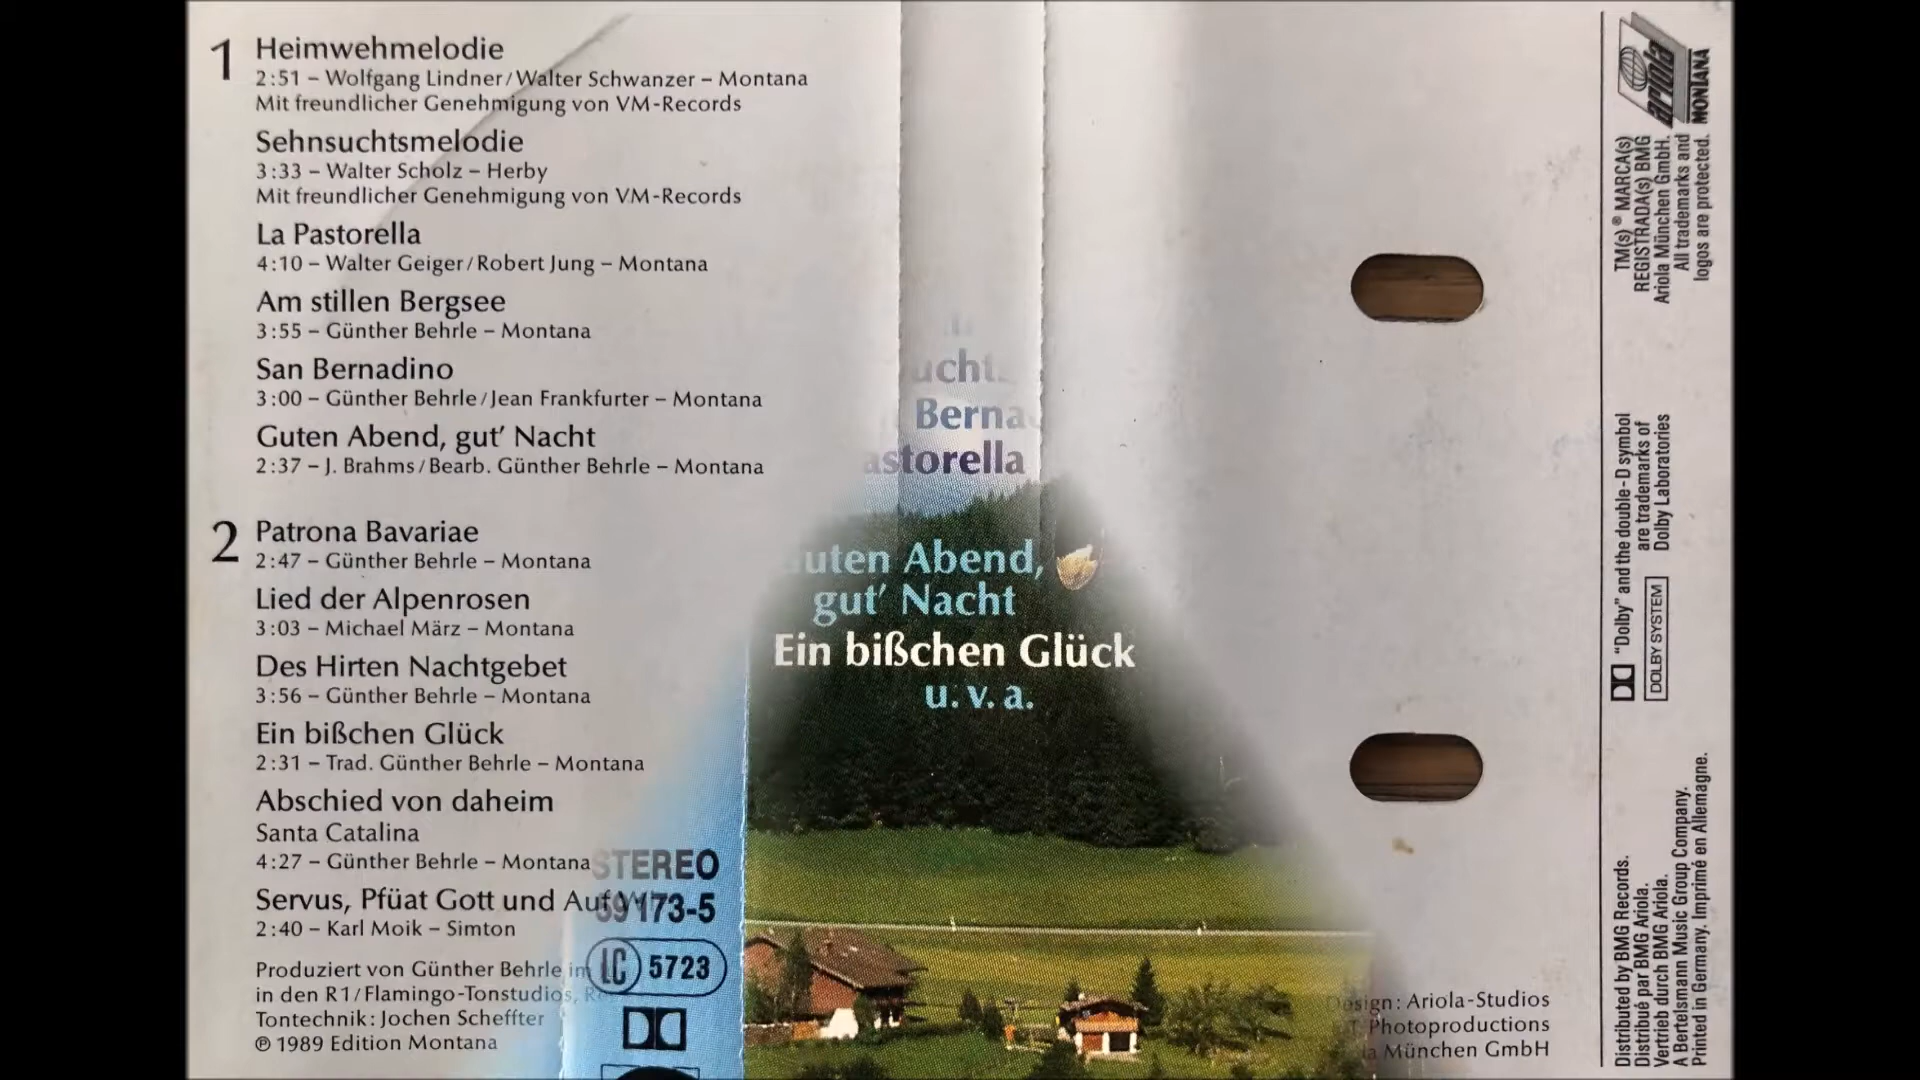 1
Heimwehmelodie
2:51 – Wolfgang Lindner/Walter Schwanzer – Montana
Mit freundlicher Genehmigung von VM-Records
Sehnsuchtsmelodie
3:33 – Walter Scholz – Herby
Mit freundlicher Genehmigung von VM-Records
La Pastorella
4:10 – Walter Geiger/Robert Jung – Montana
Am stillen Bergsee
3:55 – Günther Behrle – Montana
San Bernadino
3:00 – Günther Behrle/Jean Frankfurter – Montana
Guten Abend, gut' Nacht
2:37 – J. Brahms/Bearb. Günther Behrle – Montana
2
Patrona Bavariae
2:47 – Günther Behrle – Montana
Lied der Alpenrosen
3:03 – Michael März – Montana
Des Hirten Nachtgebet
3:56 – Günther Behrle – Montana
Ein bißchen Glück
2:31 – Trad. Günther Behrle – Montana
Abschied von daheim
Santa Catalina
4:27 – Günther Behrle – Montana
Servus, Pfüat Gott und Auf
2:40 – Karl Moik – Simton
Produziert von Günther Behrle im
in den R1/Flamingo-Tonstudios,
Tontechnik: Jochen Scheffter
℗ 1989 Edition Montana
ucht
Berna
astorella
uten Abend,
gut' Nacht
Ein bißchen Glück
u. v. a.
STEREO
173-5
LC 5723
Design: Ariola-Studios
Photoproductions
München GmbH
ariola
MONTANA
TM(s) ® MARCA(s)
REGISTRADA(s) BMG
Ariola München GmbH.
All trademarks and
logos are protected.
"Dolby" and the double-D symbol
are trademarks of
Dolby Laboratories
DOLBY SYSTEM
Distributed by BMG Records.
Distribué par BMG Ariola.
Vertrieb durch BMG Ariola.
A Bertelsmann Music Group Company.
Printed in Germany. Imprimé en Allemagne.